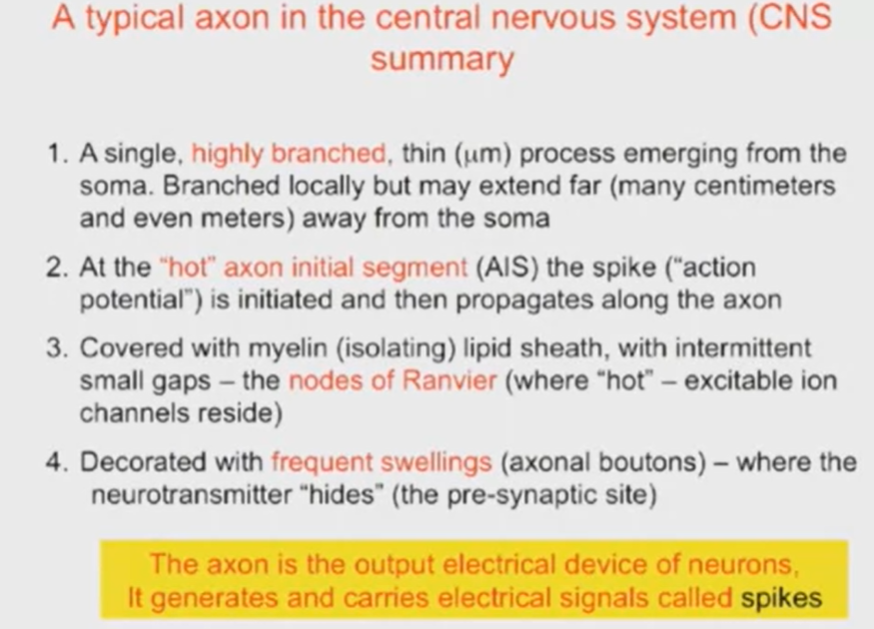 A typical axon in the central nervous system (CNS
summary
1. A single, highly branched, thin (μm) process emerging from the
soma. Branched locally but may extend far (many centimeters
and even meters) away from the soma
2. At the “hot” axon initial segment (AIS) the spike (“action
potential”) is initiated and then propagates along the axon
3. Covered with myelin (isolating) lipid sheath, with intermittent
small gaps – the nodes of Ranvier (where “hot” – excitable ion
channels reside)
4. Decorated with frequent swellings (axonal boutons) – where the
neurotransmitter “hides” (the pre-synaptic site)
The axon is the output electrical device of neurons,
It generates and carries electrical signals called spikes